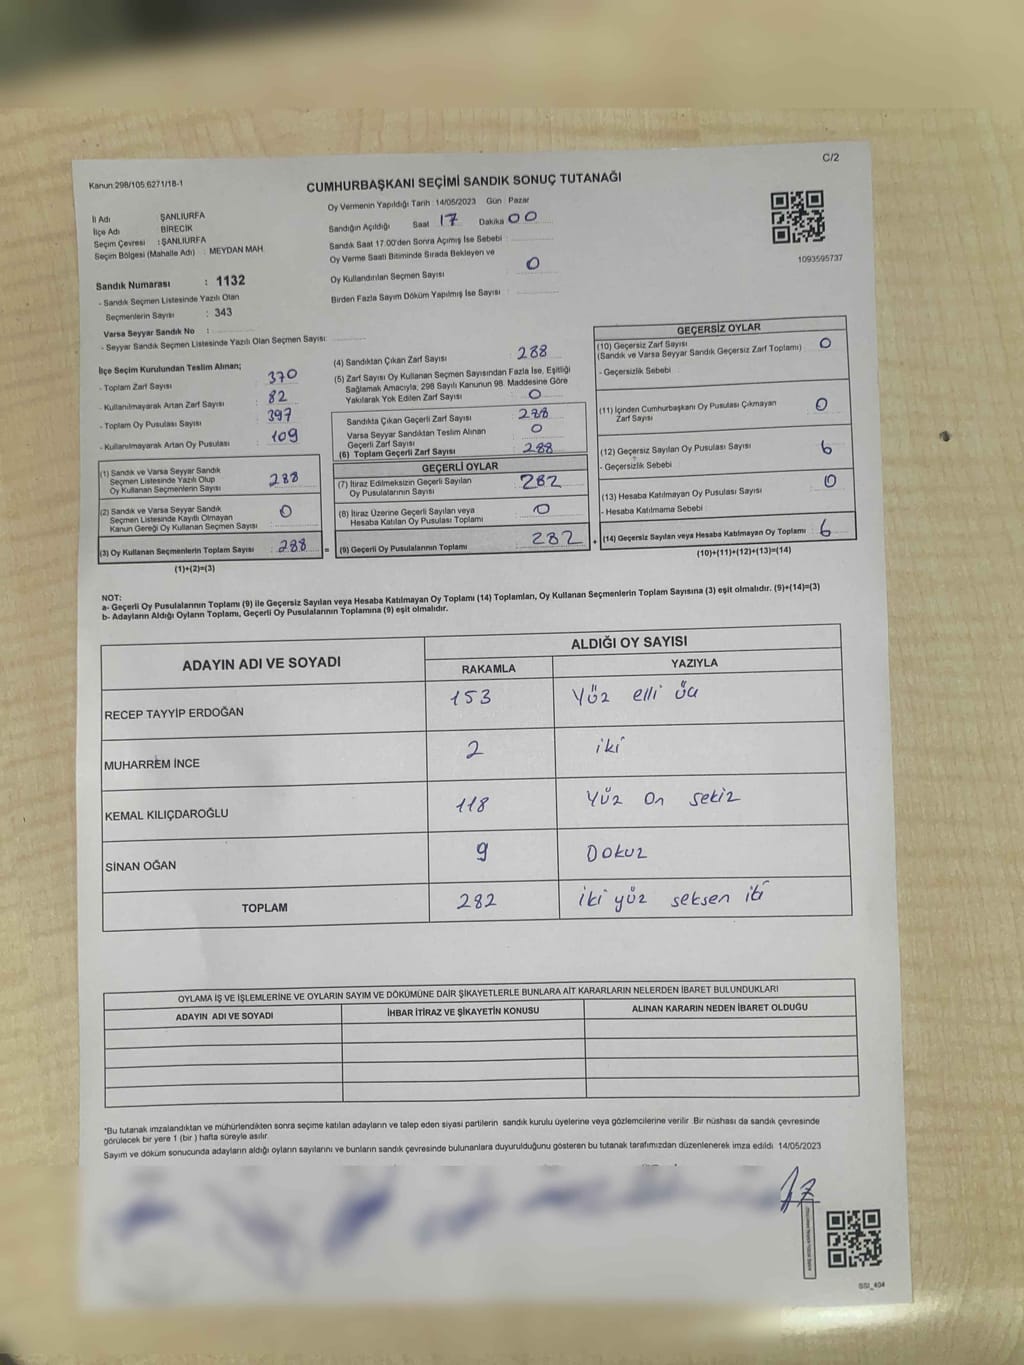 C/2
Kanun:298/105;6271/18-1
CUMHURBAŞKANI SEÇİMİ SANDIK SONUÇ TUTANAĞI
Oy Vermenin Yapıldığı Tarih : 14/05/2023 Gün : Pazar
İl Adı : ŞANLIURFA
İlçe Adı : BİRECİK
Seçim Çevresi : ŞANLIURFA
Seçim Bölgesi (Mahalle Adı) : MEYDAN MAH.
Sandığın Açıldığı Saat 17 Dakika 00
Sandık Saat 17.00'den Sonra Açımış İse Sebebi :
Oy Verme Saati Bitiminde Sırada Bekleyen ve
Oy Kullandırılan Seçmen Sayısı 0
Birden Fazla Sayım Döküm Yapılmış İse Sayısı :
1093595737
Sandık Numarası : 1132
- Sandık Seçmen Listesinde Yazılı Olan
Seçmenlerin Sayısı : 343
Varsa Seyyar Sandık No :
- Seyyar Sandık Seçmen Listesinde Yazılı Olan Seçmen Sayısı:
İlçe Seçim Kurulundan Teslim Alınan;
- Toplam Zarf Sayısı : 370
- Kullanılmayarak Artan Zarf Sayısı : 82
- Toplam Oy Pusulası Sayısı : 397
- Kullanılmayarak Artan Oy Pusulası : 109
(1) Sandık ve Varsa Seyyar Sandık
Seçmen Listesinde Yazılı Olup
Oy Kullanan Seçmenlerin Sayısı 288
(2) Sandık ve Varsa Seyyar Sandık
Seçmen Listesinde Kayıtlı Olmayan
Kanun Gereği Oy Kullanan Seçmen Sayısı 0
(3) Oy Kullanan Seçmenlerin Toplam Sayısı 288 =
(1)+(2)=(3)
(4) Sandıktan Çıkan Zarf Sayısı 288
(5) Zarf Sayısı Oy Kullanan Seçmen Sayısından Fazla İse, Eşitliği
Sağlamak Amacıyla, 298 Sayılı Kanunun 98. Maddesine Göre
Yakılarak Yok Edilen Zarf Sayısı 0
Sandıkta Çıkan Geçerli Zarf Sayısı 288
Varsa Seyyar Sandıktan Teslim Alınan
Geçerli Zarf Sayısı 0
(6) Toplam Geçerli Zarf Sayısı 288
GEÇERLİ OYLAR
(7) İtiraz Edilmeksizin Geçerli Sayılan
Oy Pusulalarının Sayısı 282
(8) İtiraz Üzerine Geçerli Sayılan veya
Hesaba Katılan Oy Pusulası Toplamı 0
(9) Geçerli Oy Pusulalarının Toplamı 282 +
GEÇERSİZ OYLAR
(10) Geçersiz Zarf Sayısı 0
(Sandık ve Varsa Seyyar Sandık Geçersiz Zarf Toplamı)
- Geçersizlik Sebebi :
(11) İçinden Cumhurbaşkanı Oy Pusulası Çıkmayan
Zarf Sayısı 0
(12) Geçersiz Sayılan Oy Pusulası Sayısı 6
- Geçersizlik Sebebi
(13) Hesaba Katılmayan Oy Pusulası Sayısı 0
- Hesaba Katılmama Sebebi :
(14) Geçersiz Sayılan veya Hesaba Katılmayan Oy Toplamı 6
(10)+(11)+(12)+(13)=(14)
NOT:
a- Geçerli Oy Pusulalarının Toplamı (9) ile Geçersiz Sayılan veya Hesaba Katılmayan Oy Toplamı (14) Toplamları, Oy Kullanan Seçmenlerin Toplam Sayısına (3) eşit olmalıdır. (9)+(14)=(3)
b- Adayların Aldığı Oyların Toplamı, Geçerli Oy Pusulalarının Toplamına (9) eşit olmalıdır.
ADAYIN ADI VE SOYADI ALDIĞI OY SAYISI
RAKAMLA YAZIYLA
RECEP TAYYİP ERDOĞAN 153 Yüz elli üç
MUHARREM İNCE 2 iki
KEMAL KILIÇDAROĞLU 118 Yüz On sekiz
SİNAN OĞAN 9 Dokuz
TOPLAM 282 iki yüz seksen iki
OYLAMA İŞ VE İŞLEMLERİNE VE OYLARIN SAYIM VE DÖKÜMÜNE DAİR ŞİKAYETLERLE BUNLARA AİT KARARLARIN NELERDEN İBARET BULUNDUKLARI
ADAYIN ADI VE SOYADI İHBAR İTİRAZ VE ŞİKAYETİN KONUSU ALINAN KARARIN NEDEN İBARET OLDUĞU
*Bu tutanak imzalandıktan ve mühürlendikten sonra seçime katılan adayların ve talep eden siyasi partilerin sandık kurulu üyelerine veya gözlemcilerine verilir. Bir nüshası da sandık çevresinde
görülecek bir yere 1 (bir) hafta süreyle asılır.
Sayım ve döküm sonucunda adayların aldığı oyların sayılarını ve bunların sandık çevresinde bulunanlara duyurulduğunu gösteren bu tutanak tarafımızdan düzenlenerek imza edildi. 14/05/2023
SSI_404